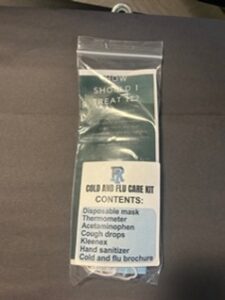 HOW
SHOULD I
TREAT IT?
R
COLD AND FLU CARE KIT
CONTENTS:
Disposable mask
Thermometer
Acetaminophen
Cough drops
Kleenex
Hand sanitizer
Cold and flu brochure